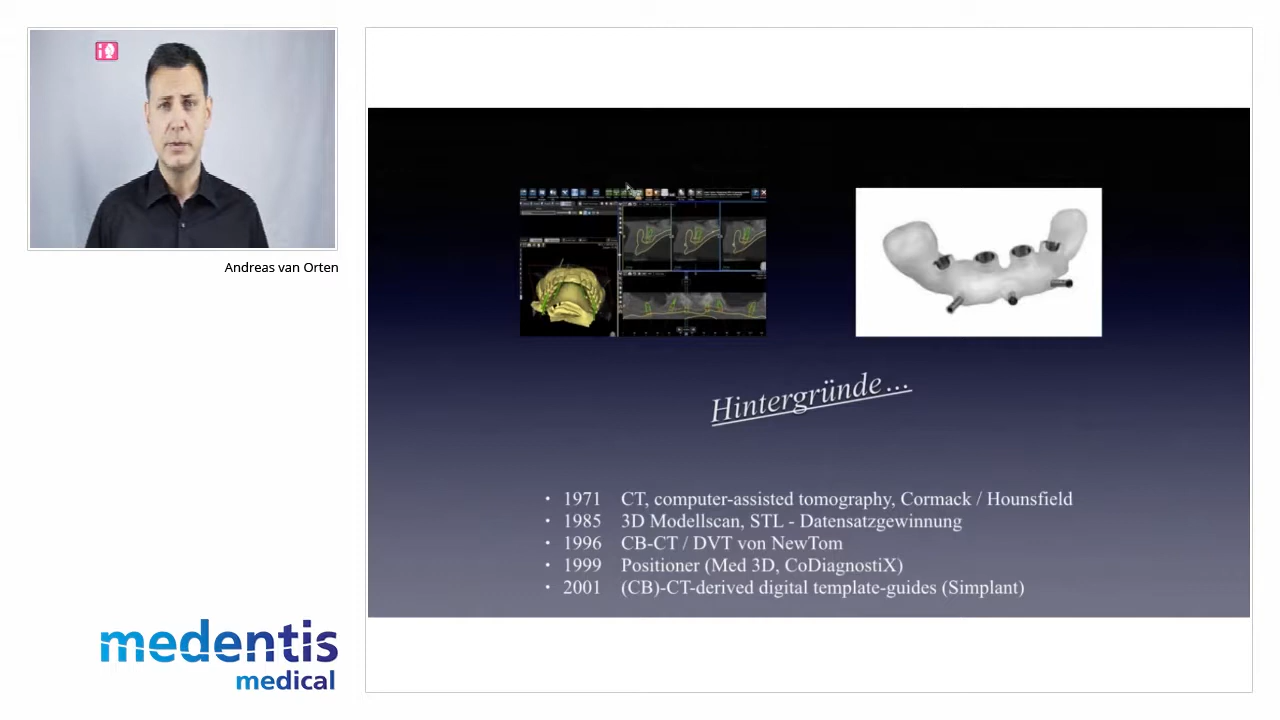 Andreas van Orten
Hintergründe...
• 1971 CT, computer-assisted tomography, Cormack / Hounsfield
• 1985 3D Modellscan, STL - Datensatzgewinnung
• 1996 CB-CT / DVT von NewTom
• 1999 Positioner (Med 3D, CoDiagnostiX)
• 2001 (CB)-CT-derived digital template-guides (Simplant)
medentis
medical